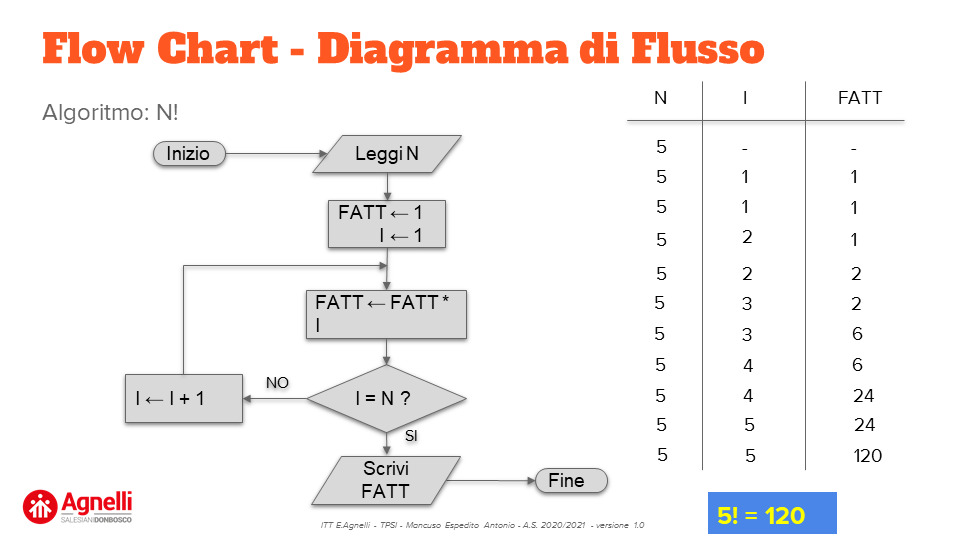 Flow Chart - Diagramma di Flusso
Algoritmo: N!
Inizio
Leggi N
FATT ← 1
I ← 1
FATT ← FATT *
I
I = N ?
NO
I ← I + 1
SI
Scrivi
FATT
Fine
N I FATT
5 - -
5 1 1
5 1 1
5 2 1
5 2 2
5 3 2
5 3 6
5 4 6
5 4 24
5 5 24
5 5 120
5! = 120
Agnelli
SALESIANI DONBOSCO
ITT E.Agnelli - TPSI - Mancuso Espedito Antonio - A.S. 2020/2021 - versione 1.0